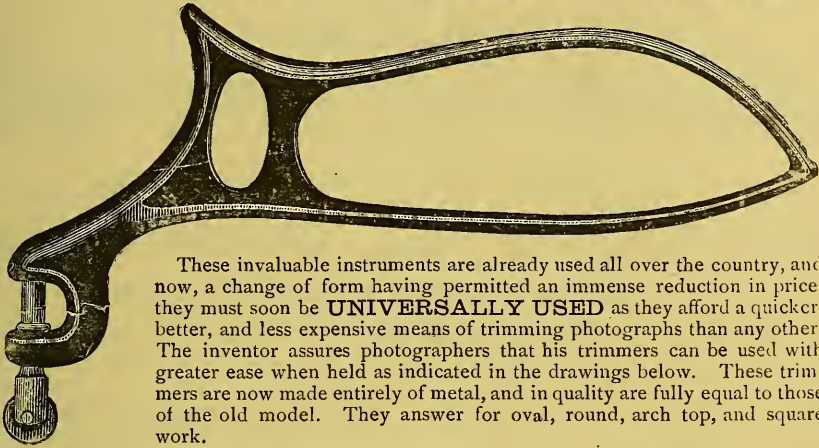 These invaluable instruments are already used all over the country, and
now, a change of form having permitted an immense reduction in price
they must soon be UNIVERSALLY USED as they afford a quicker
better, and less expensive means of trimming photographs than any other
The inventor assures photographers that his trimmers can be used with
greater ease when held as indicated in the drawings below. These trim
mers are now made entirely of metal, and in quality are fully equal to those
of the old model. They answer for oval, round, arch top, and square
work.